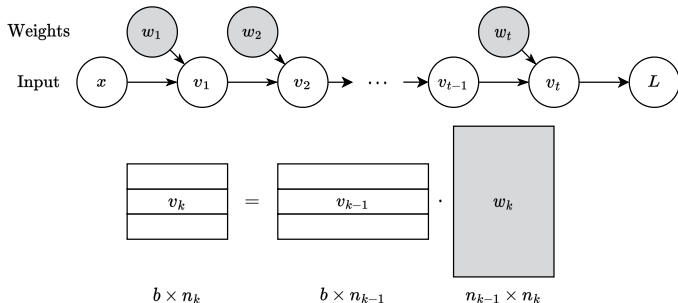 Weights w₁ w₂ wₜ
Input x v₁ v₂ ⋯ vₜ₋₁ vₜ L
vₖ = vₖ₋₁ · wₖ
b × nₖ b × nₖ₋₁ nₖ₋₁ × nₖ